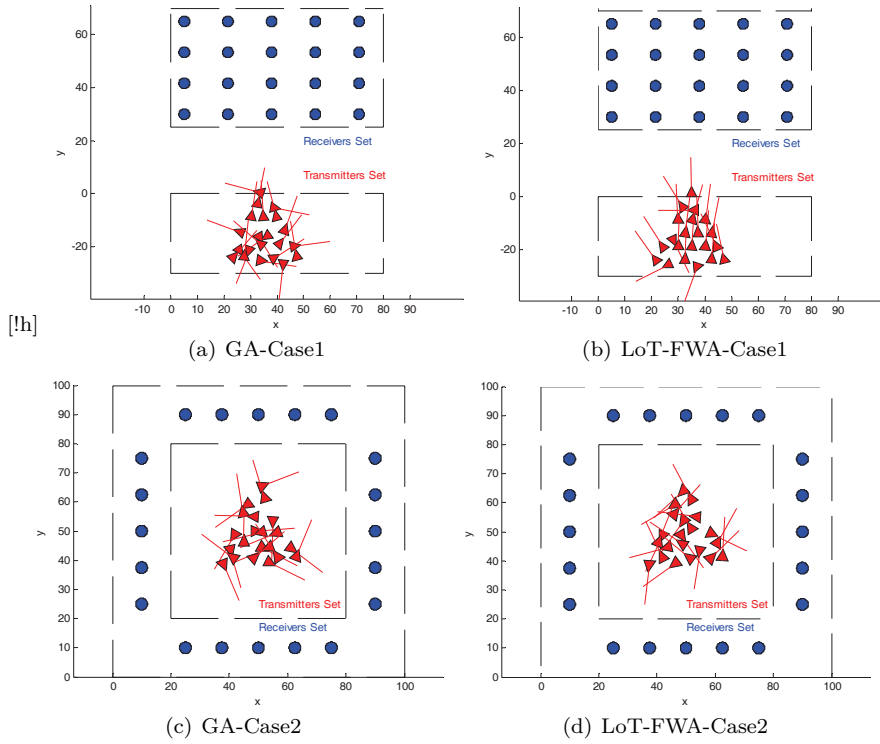 60
40
20
0
-20
y
-10 0 10 20 30 40 50 60 70 80 90
x
Receivers Set
Transmitters Set
(a) GA-Case1
60
40
20
0
-20
y
-10 0 10 20 30 40 50 60 70 80 90
x
Receivers Set
Transmitters Set
(b) LoT-FWA-Case1
[!h]
100
90
80
70
60
50
40
30
20
10
0
y
0 20 40 60 80 100
x
Transmitters Set
Receivers Set
(c) GA-Case2
100
90
80
70
60
50
40
30
20
10
0
y
0 20 40 60 80 100
x
Transmitters Set
Receivers Set
(d) LoT-FWA-Case2